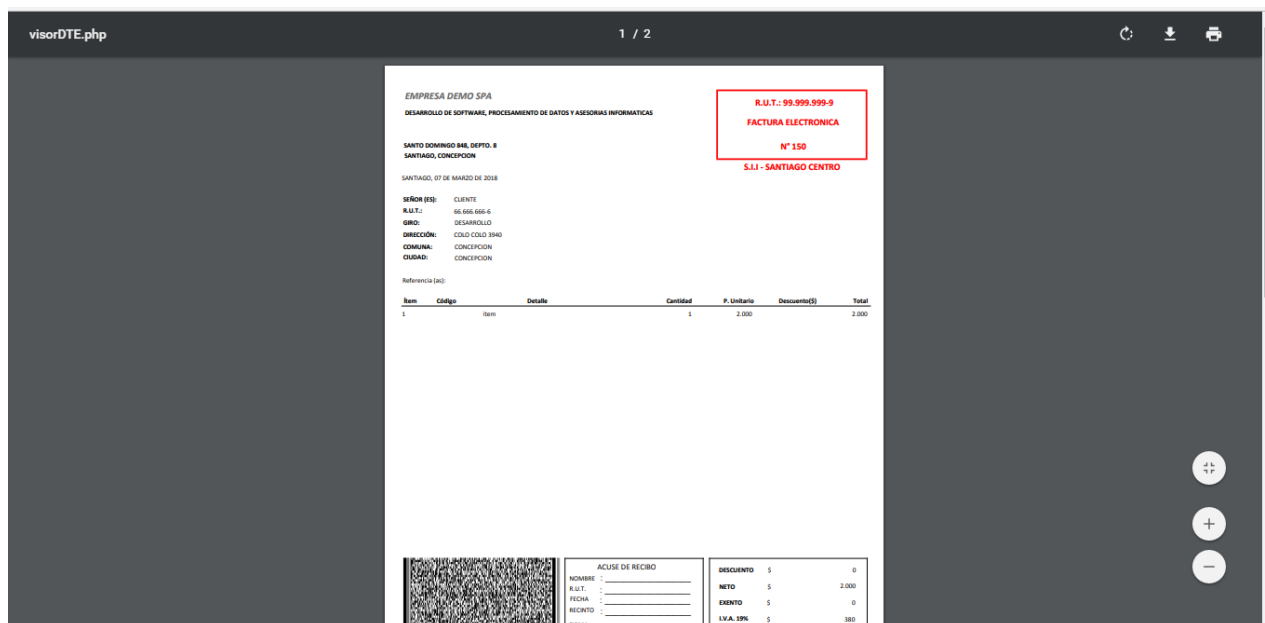 visorDTE.php
1 / 2
EMPRESA DEMO SPA
DESARROLLO DE SOFTWARE, PROCESAMIENTO DE DATOS Y ASESORIAS INFORMATICAS
SANTO DOMINGO 848, DEPTO. 8
SANTIAGO, CONCEPCION
R.U.T.: 99.999.999-9
FACTURA ELECTRONICA
N° 150
S.I.I - SANTIAGO CENTRO
SANTIAGO, 07 DE MARZO DE 2018
SEÑOR (ES): CLIENTE
R.U.T.: 66.666.666-6
GIRO: DESARROLLO
DIRECCIÓN: COLO COLO 3940
COMUNA: CONCEPCION
CIUDAD: CONCEPCION
Referencia (as):
Ítem Código Detalle Cantidad P. Unitario Descuento($) Total
1 item 1 2.000 2.000
ACUSE DE RECIBO
NOMBRE :
R.U.T. :
FECHA :
RECINTO :
DESCUENTO $ 0
NETO $ 2.000
EXENTO $ 0
I.V.A. 19% $ 380